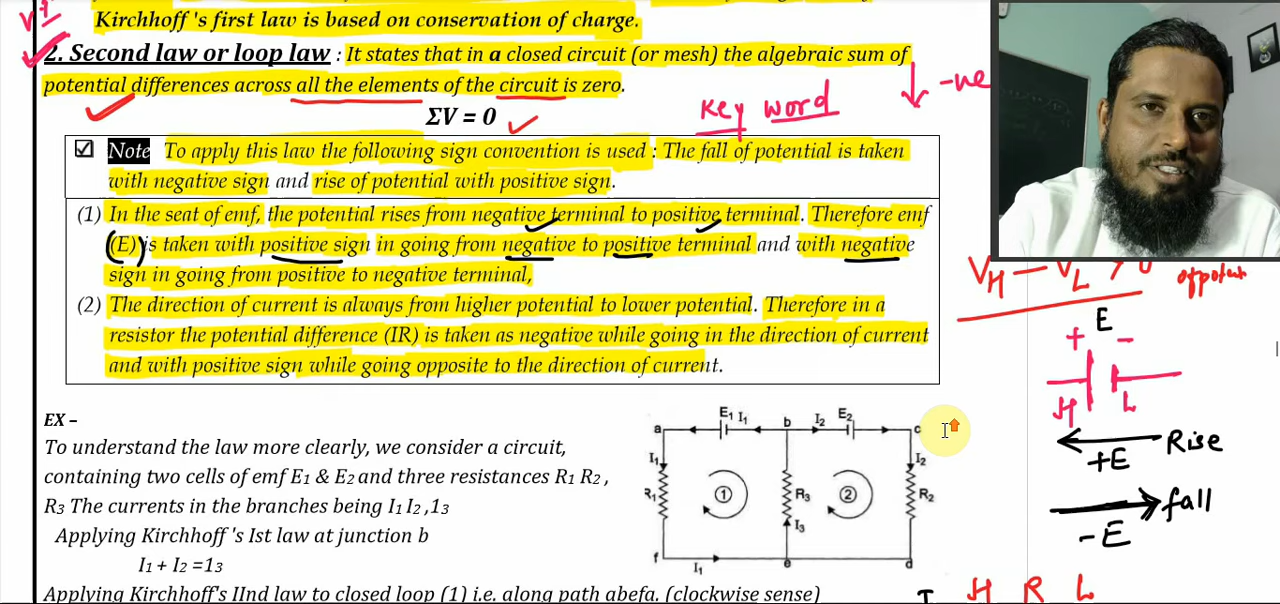 Kirchhoff 's first law is based on conservation of charge.
2. Second law or loop law : It states that in a closed circuit (or mesh) the algebraic sum of
potential differences across all the elements of the circuit is zero.
ΣV = 0
Key word
-ve
Note To apply this law the following sign convention is used : The fall of potential is taken
with negative sign and rise of potential with positive sign.
(1) In the seat of emf, the potential rises from negative terminal to positive terminal. Therefore emf
(E) is taken with positive sign in going from negative to positive terminal and with negative
sign in going from positive to negative terminal,
(2) The direction of current is always from higher potential to lower potential. Therefore in a
resistor the potential difference (IR) is taken as negative while going in the direction of current
and with positive sign while going opposite to the direction of current.
VH - VL > 0
E
+ -
H L
+E Rise
-E fall
H R L
EX –
To understand the law more clearly, we consider a circuit,
containing two cells of emf E1 & E2 and three resistances R1 R2 ,
R3 The currents in the branches being I1 I2 ,13
Applying Kirchhoff 's Ist law at junction b
I1 + I2 =13
Applying Kirchhoff's IInd law to closed loop (1) i.e. along path abefa. (clockwise sense)
a E1 I1 b I2 E2 c
I1 I2
R1 1 R3 2 R2
I3
f I1 e d